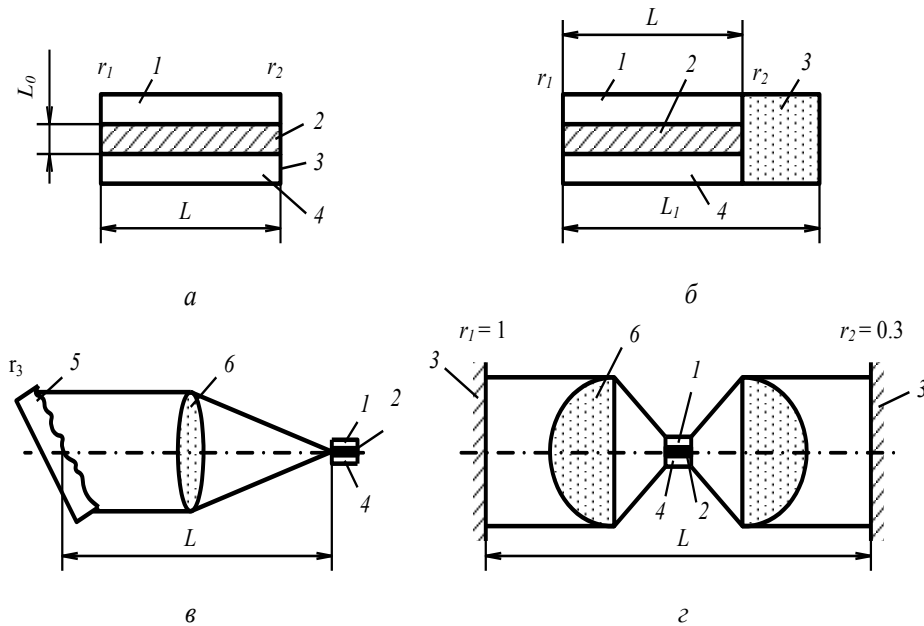 L
r₁ 1 r₂
L₀
2
3
4
L
а
L
r₁ 1 2 r₂ 3
4
L₁
б
r₃ 5 6
1 2
4
L
в
r₁ = 1 r₂ = 0.3
3 6 1 3
4 2
L
г